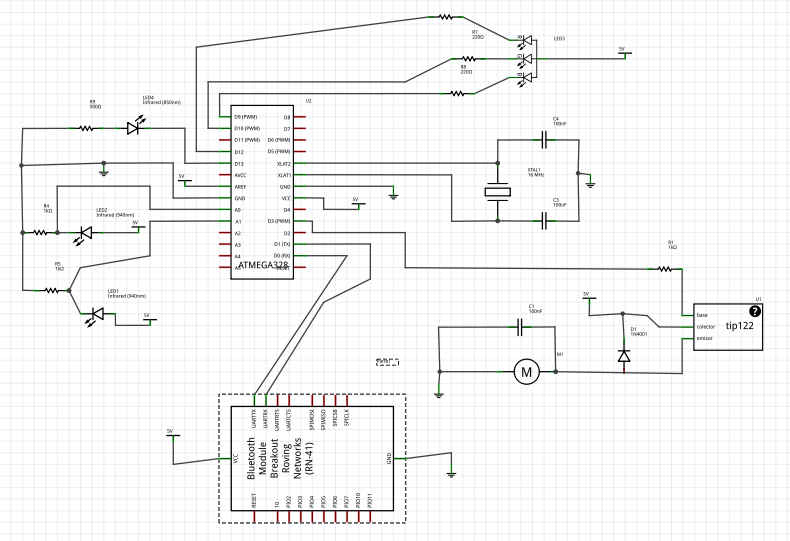 R7
220Ω
R
G
B
LED3
5V
R8
220Ω
LED4
Infrared (850nm)
R9
500Ω
U2
D9 (PWM)
D10 (PWM)
D11 (PWM)
D12
D13
AVCC
AREF
GND
A0
A1
A2
A3
A4
A5
D8
D7
D6 (PWM)
D5 (PWM)
XLAT2
XLAT1
GND
VCC
D4
D3 (PWM)
D2
D1 (TX)
D0 (RX)
RESET
ATMEGA328
C4
100nF
XTAL1
16 MHz
C3
100nF
5V
5V
R4
1kΩ
LED2
Infrared (940nm)
5V
R5
1kΩ
LED1
Infrared (940nm)
5V
R1
1kΩ
5V
C1
100nF
D1
1N4001
M
M1
U1
?
base
colector
emisor
tip122
Part1
UARTTX
UARTRX
UARTRTS
UARTCTS
SPIMOSI
SPIMISO
SPICSB
SPICLK
5V
VCC
Bluetooth
Module
Breakout
Roving
Networks
(RN-41)
GND
RESET
10
PIO2
PIO3
PIO4
PIO5
PIO6
PIO7
PIO10
PIO11